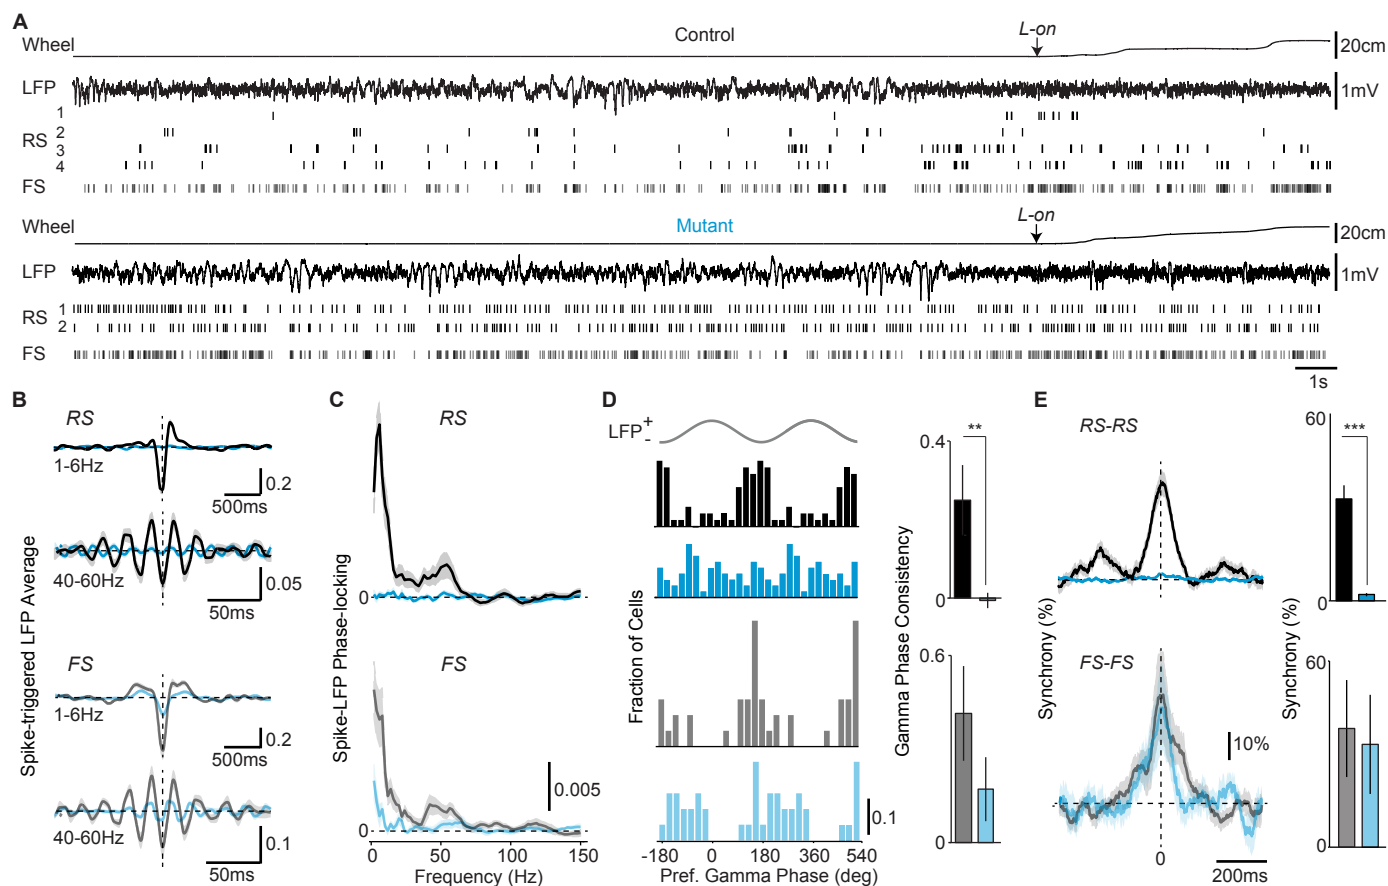 A
Wheel
Control
L-on
20cm
LFP
1mV
RS
1
2
3
4
FS
Wheel
Mutant
L-on
20cm
LFP
1mV
RS
1
2
FS
1s
B
Spike-triggered LFP Average
RS
1-6Hz
0.2
500ms
40-60Hz
0.05
50ms
FS
1-6Hz
0.2
500ms
40-60Hz
0.1
50ms
C
Spike-LFP Phase-locking
RS
0
FS
0.005
0
0 50 100 150
Frequency (Hz)
D
LFP + -
Fraction of Cells
0.1
-180 0 180 360 540
Pref. Gamma Phase (deg)
Gamma Phase Consistency
0.4
**
0
0.6
0
E
RS-RS
Synchrony (%)
FS-FS
10%
0
200ms
Synchrony (%)
60
***
0
60
0